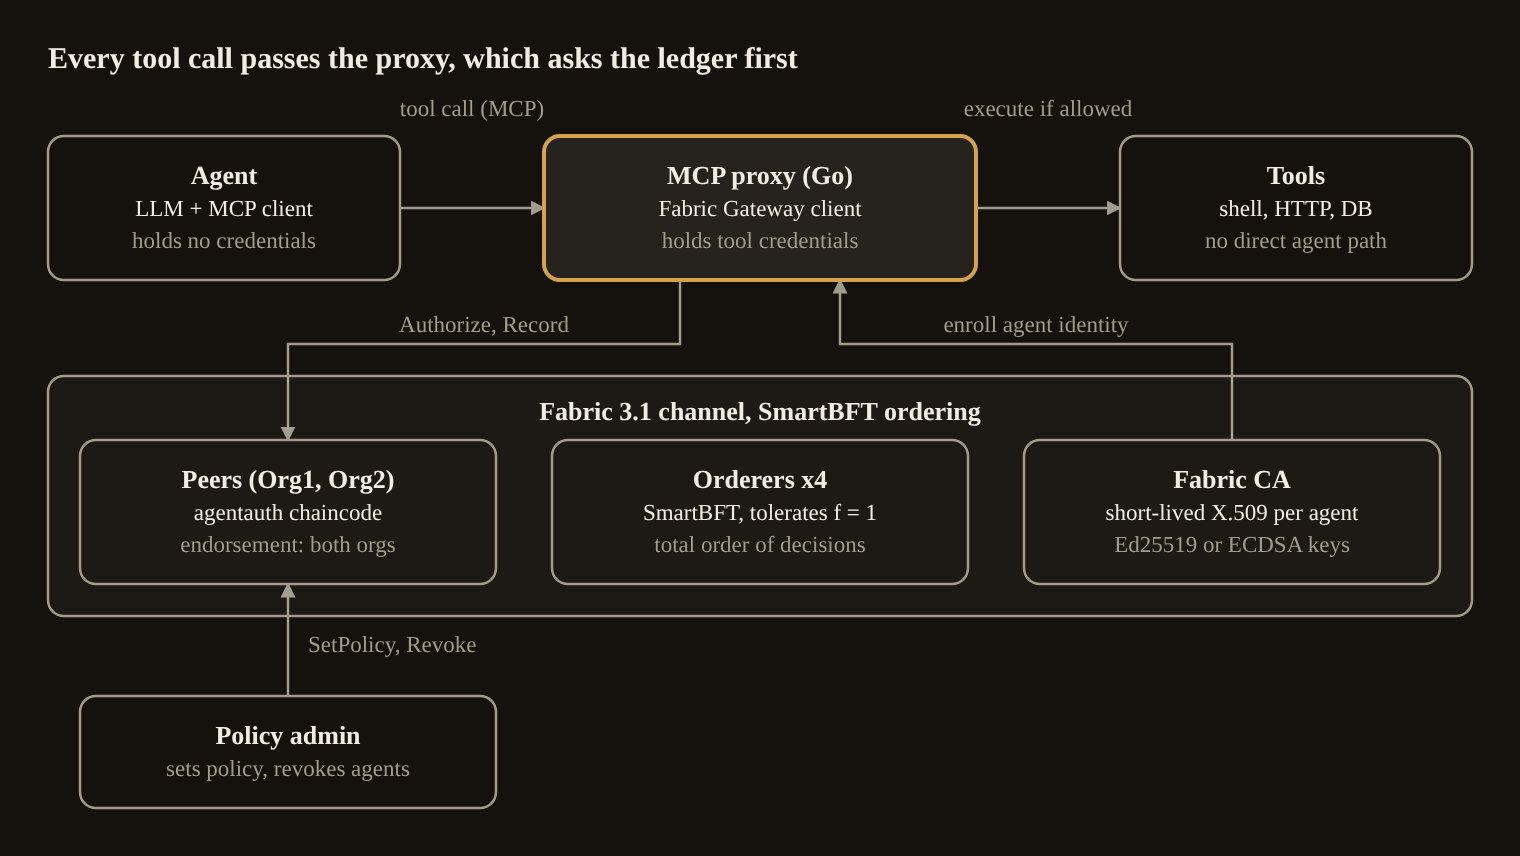 Every tool call passes the proxy, which asks the ledger first
tool call (MCP)
execute if allowed
Agent
LLM + MCP client
holds no credentials
MCP proxy (Go)
Fabric Gateway client
holds tool credentials
Tools
shell, HTTP, DB
no direct agent path
Authorize, Record
enroll agent identity
Fabric 3.1 channel, SmartBFT ordering
Peers (Org1, Org2)
agentauth chaincode
endorsement: both orgs
Orderers x4
SmartBFT, tolerates f = 1
total order of decisions
Fabric CA
short-lived X.509 per agent
Ed25519 or ECDSA keys
SetPolicy, Revoke
Policy admin
sets policy, revokes agents